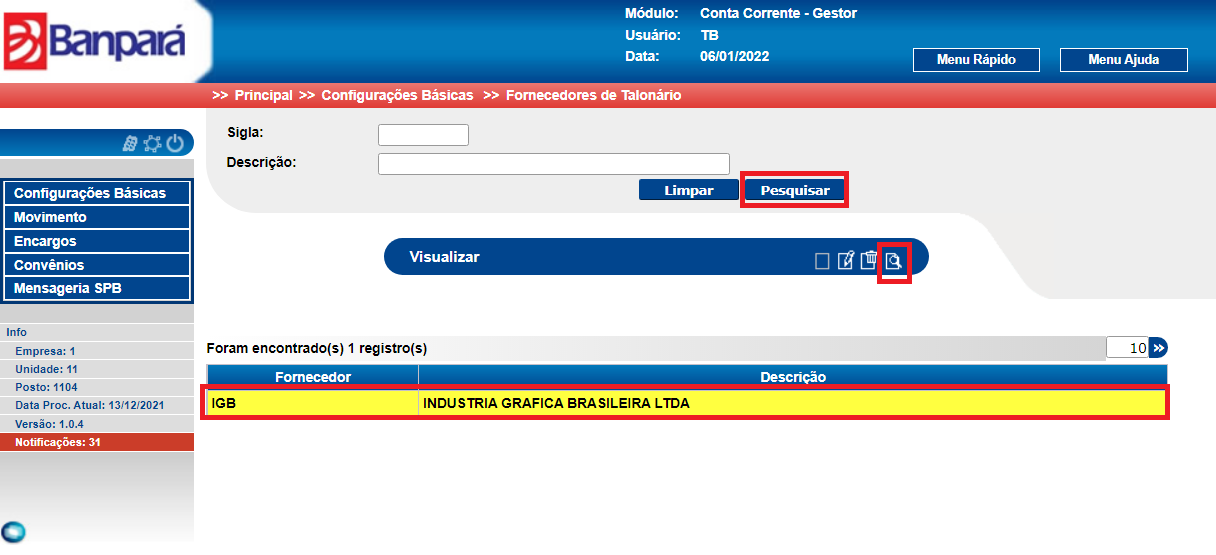 Banpará
Módulo: Conta Corrente - Gestor
Usuário: TB
Data: 06/01/2022
Menu Rápido
Menu Ajuda
>> Principal >> Configurações Básicas >> Fornecedores de Talonário
Sigla:
Descrição:
Limpar
Pesquisar
Configurações Básicas
Movimento
Encargos
Convênios
Mensageria SPB
Info
Empresa: 1
Unidade: 11
Posto: 1104
Data Proc. Atual: 13/12/2021
Versão: 1.0.4
Notificações: 31
Visualizar
Foram encontrado(s) 1 registro(s)
10
Fornecedor Descrição
IGB INDUSTRIA GRAFICA BRASILEIRA LTDA